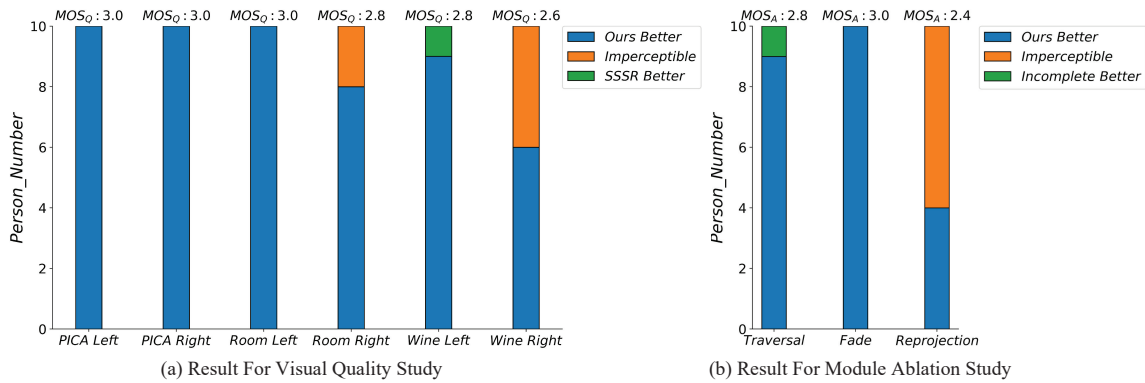 MOS_Q: 3.0 MOS_Q: 3.0 MOS_Q: 3.0 MOS_Q: 2.8 MOS_Q: 2.8 MOS_Q: 2.6
10
8
6
4
2
0
Person_Number
Ours Better
Imperceptible
SSSR Better
PICA Left PICA Right Room Left Room Right Wine Left Wine Right
(a) Result For Visual Quality Study
MOS_A: 2.8 MOS_A: 3.0 MOS_A: 2.4
10
8
6
4
2
0
Person_Number
Ours Better
Imperceptible
Incomplete Better
Traversal Fade Reprojection
(b) Result For Module Ablation Study